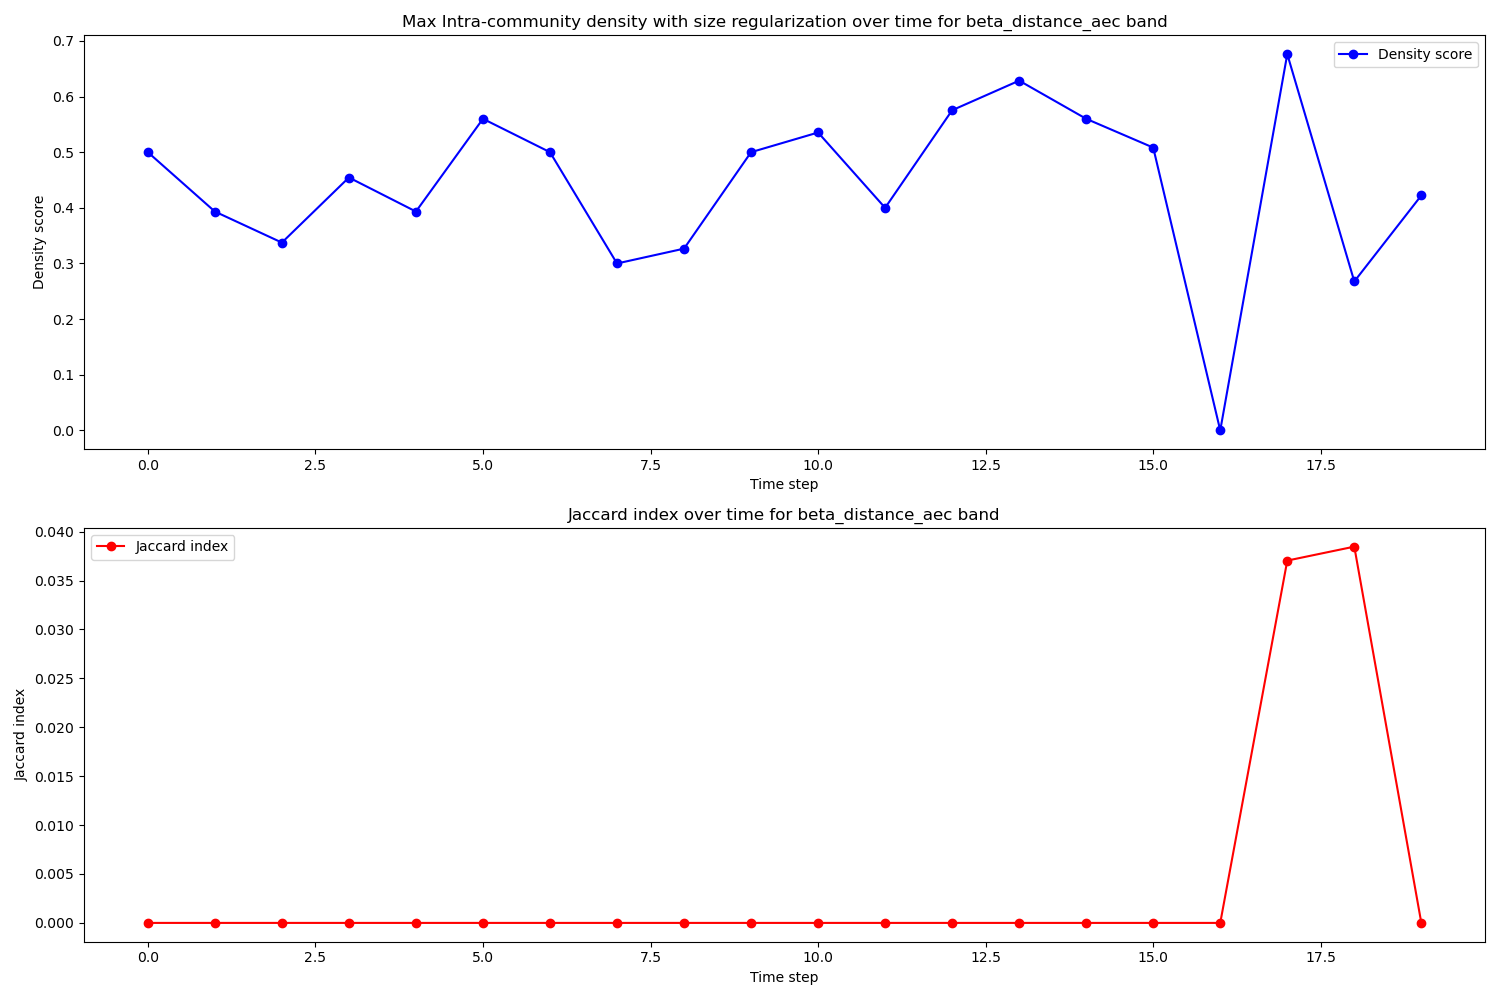 Max Intra-community density with size regularization over time for beta_distance_aec band
Density score
0.7
0.6
0.5
0.4
0.3
0.2
0.1
0.0
Density score
0.0 2.5 5.0 7.5 10.0 12.5 15.0 17.5
Time step
Jaccard index over time for beta_distance_aec band
Jaccard index
0.040
0.035
0.030
0.025
0.020
0.015
0.010
0.005
0.000
Jaccard index
0.0 2.5 5.0 7.5 10.0 12.5 15.0 17.5
Time step